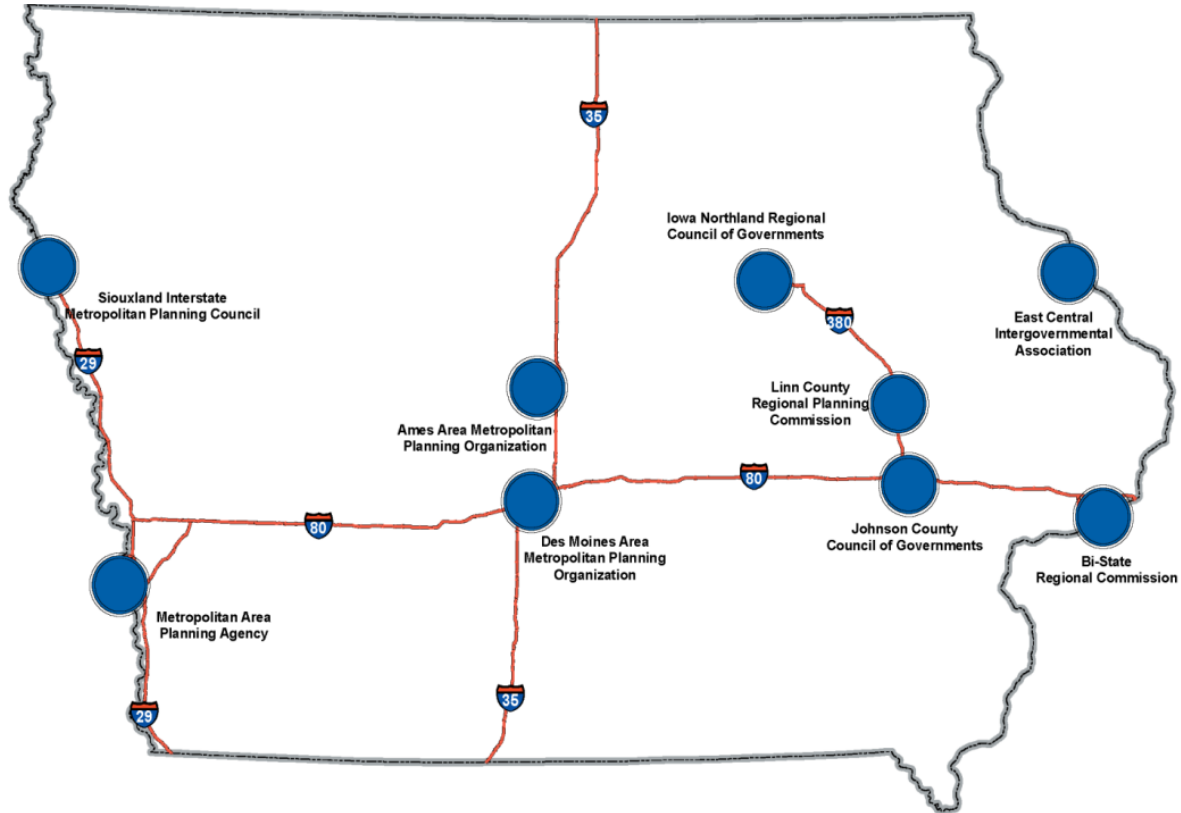 35
Iowa Northland Regional
Council of Governments
Siouxland Interstate
Metropolitan Planning Council
East Central
Intergovernmental
Association
380
29
Linn County
Regional Planning
Commission
Ames Area Metropolitan
Planning Organization
80
80
Johnson County
Council of Governments
Des Moines Area
Metropolitan Planning
Organization
Bi-State
Regional Commission
Metropolitan Area
Planning Agency
35
29